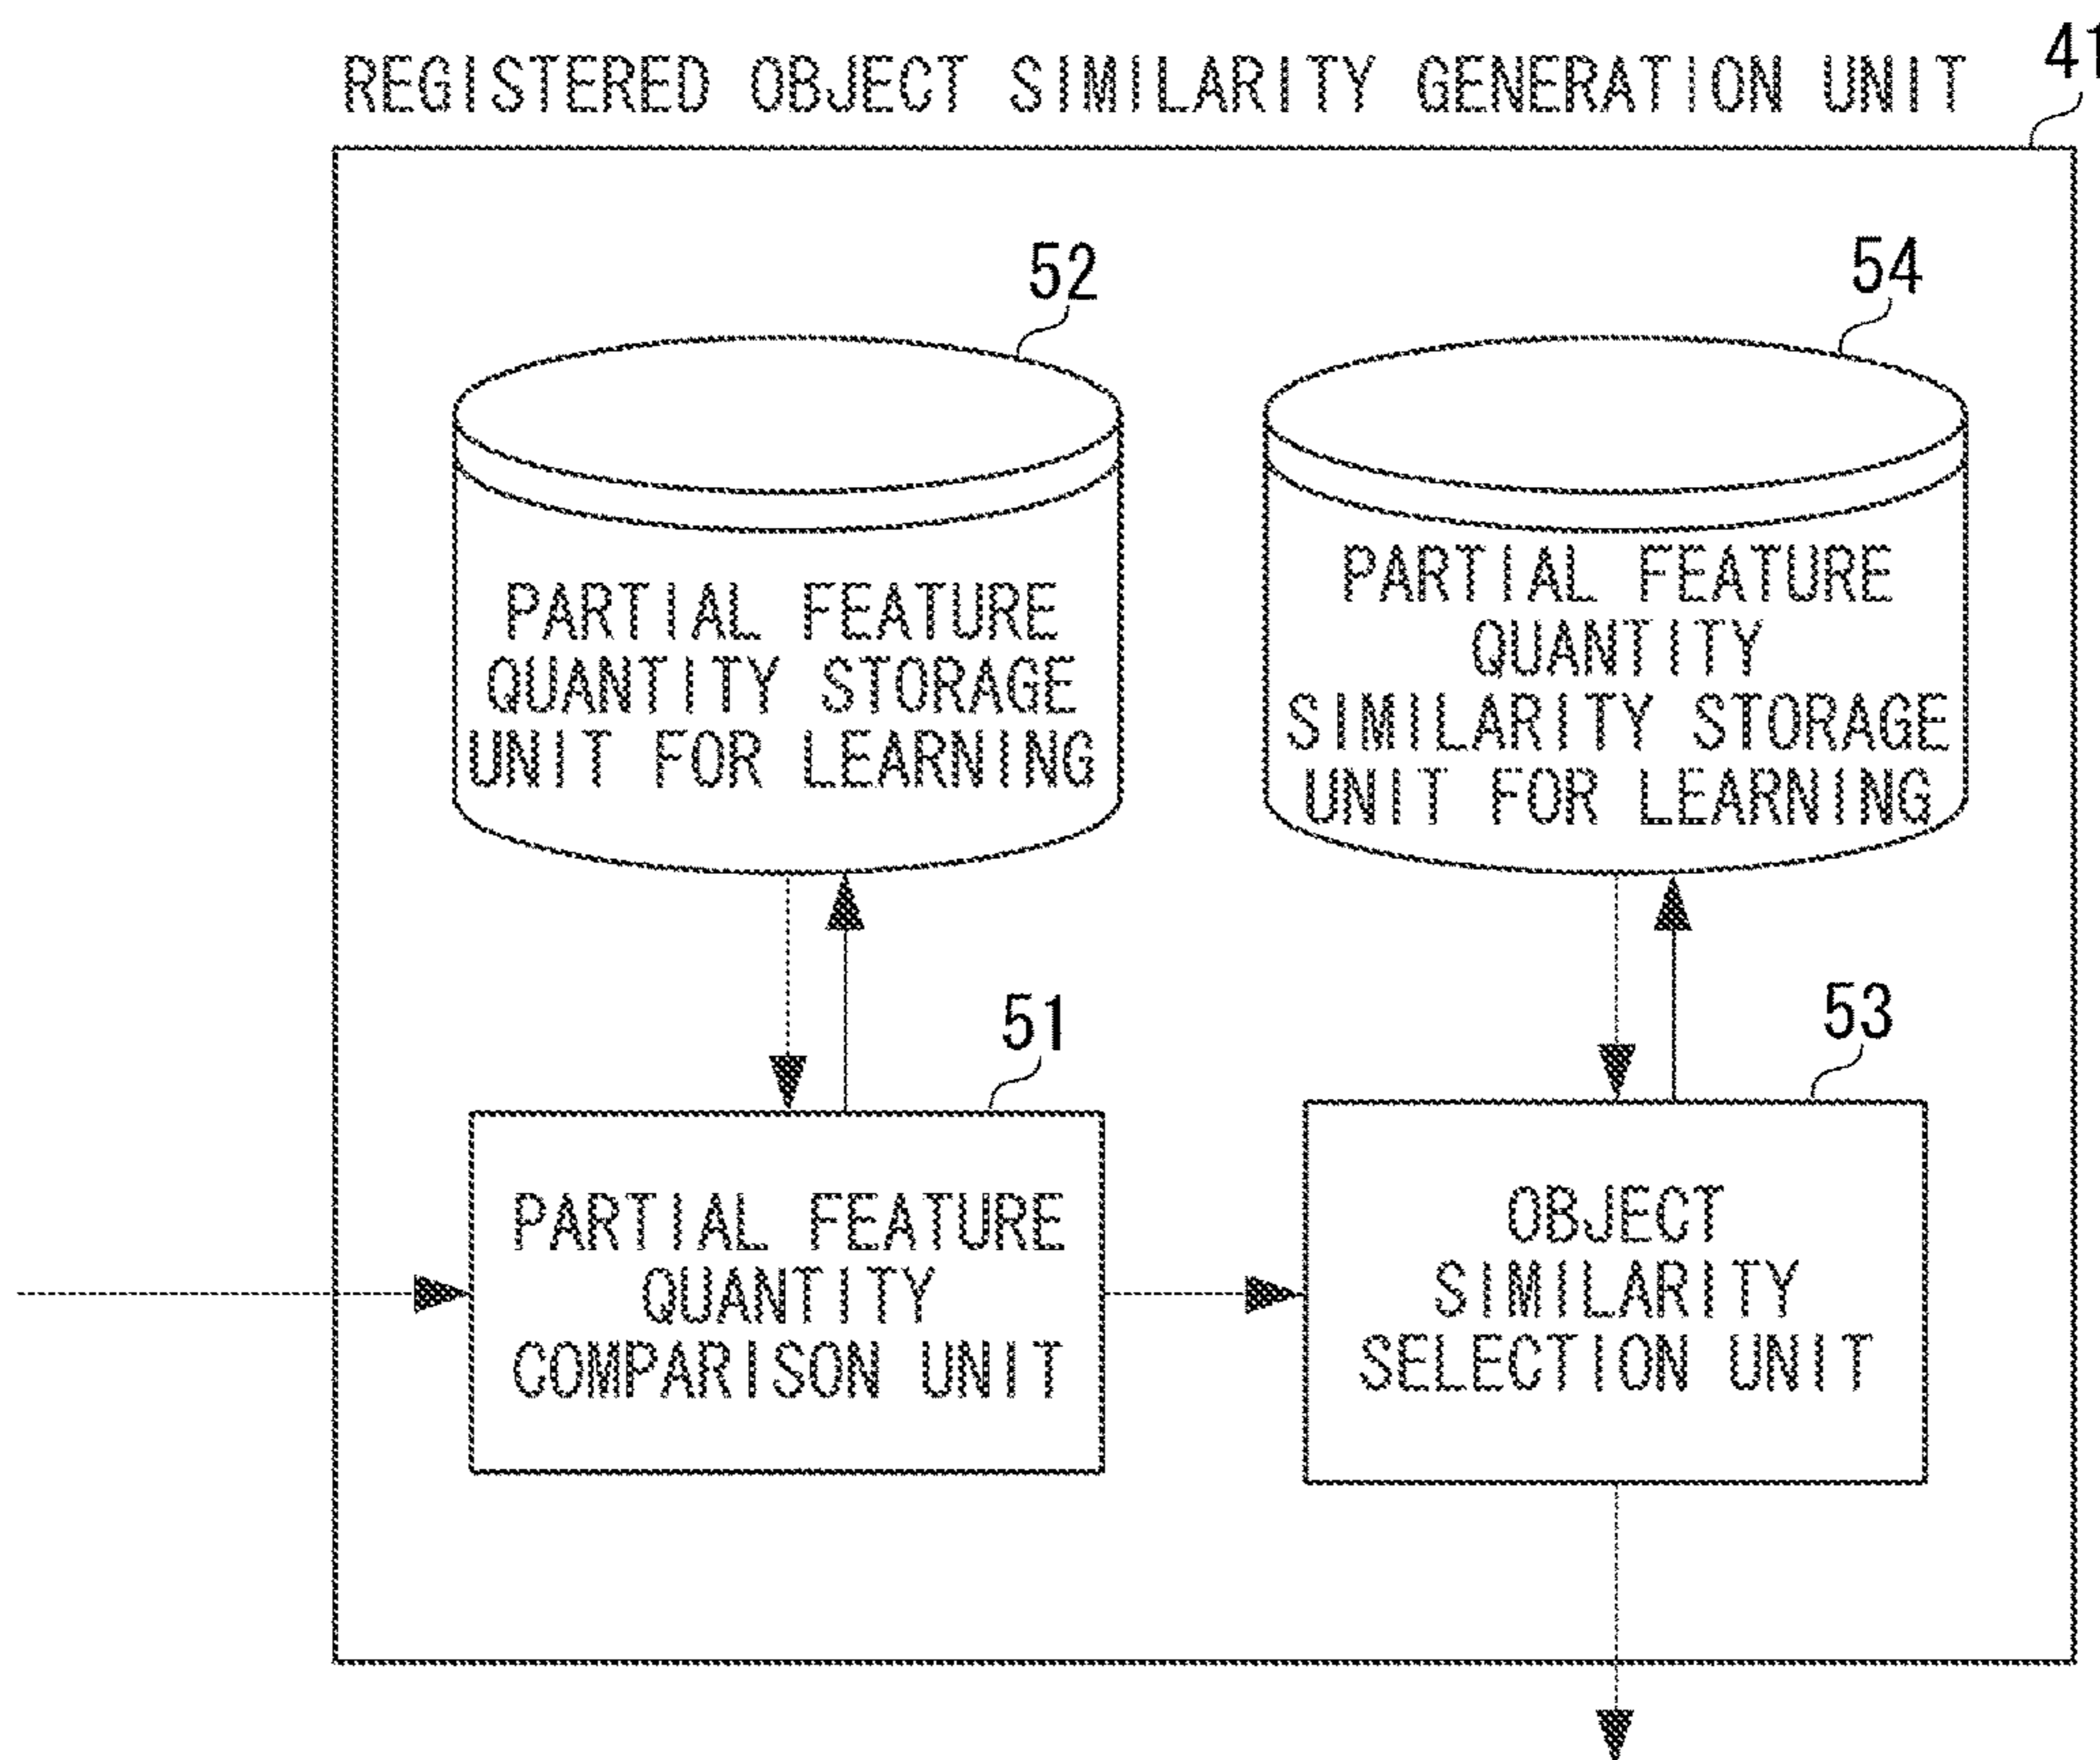 REGISTERED OBJECT SIMILARITY GENERATION UNIT
41
52
54
PARTIAL FEATURE
QUANTITY STORAGE
UNIT FOR LEARNING
PARTIAL FEATURE
QUANTITY
SIMILARITY STORAGE
UNIT FOR LEARNING
51
53
PARTIAL FEATURE
QUANTITY
COMPARISON UNIT
OBJECT
SIMILARITY
SELECTION UNIT